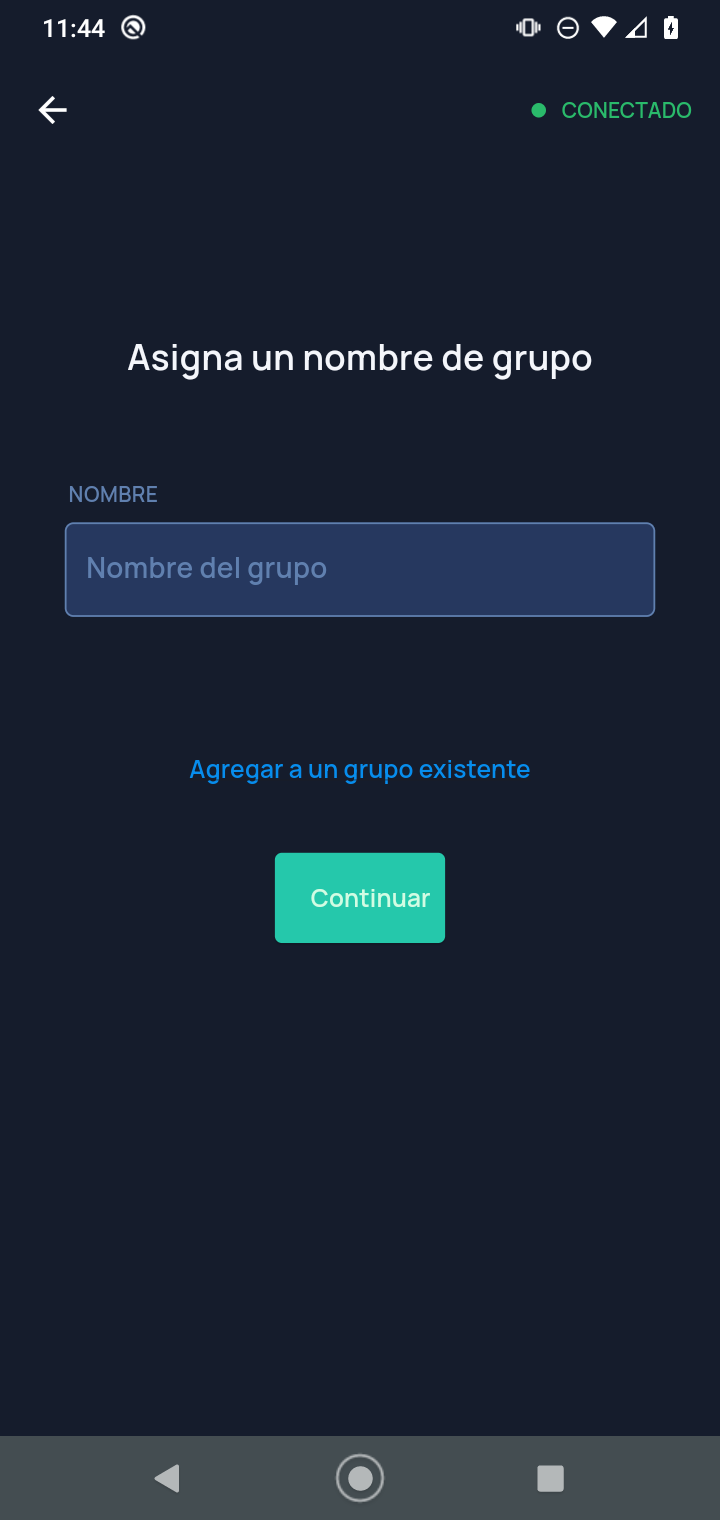 11:44
CONECTADO
Asigna un nombre de grupo
NOMBRE
Nombre del grupo
Agregar a un grupo existente
Continuar